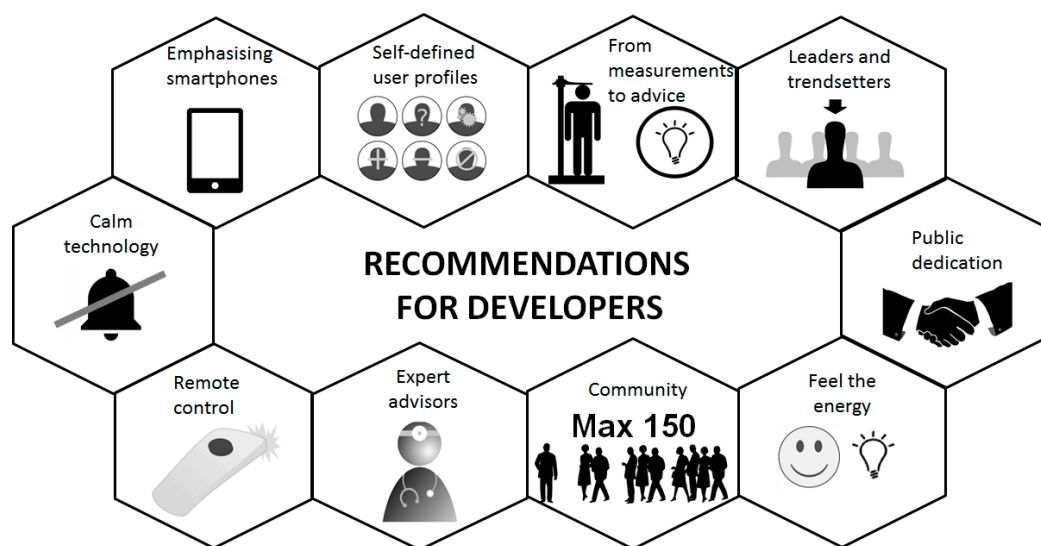 Emphasising
smartphones
Self-defined
user profiles
?
From
measurements
to advice
Leaders and
trendsetters
Calm
technology
RECOMMENDATIONS
FOR DEVELOPERS
Public
dedication
Remote
control
Expert
advisors
Community
Max 150
Feel the
energy